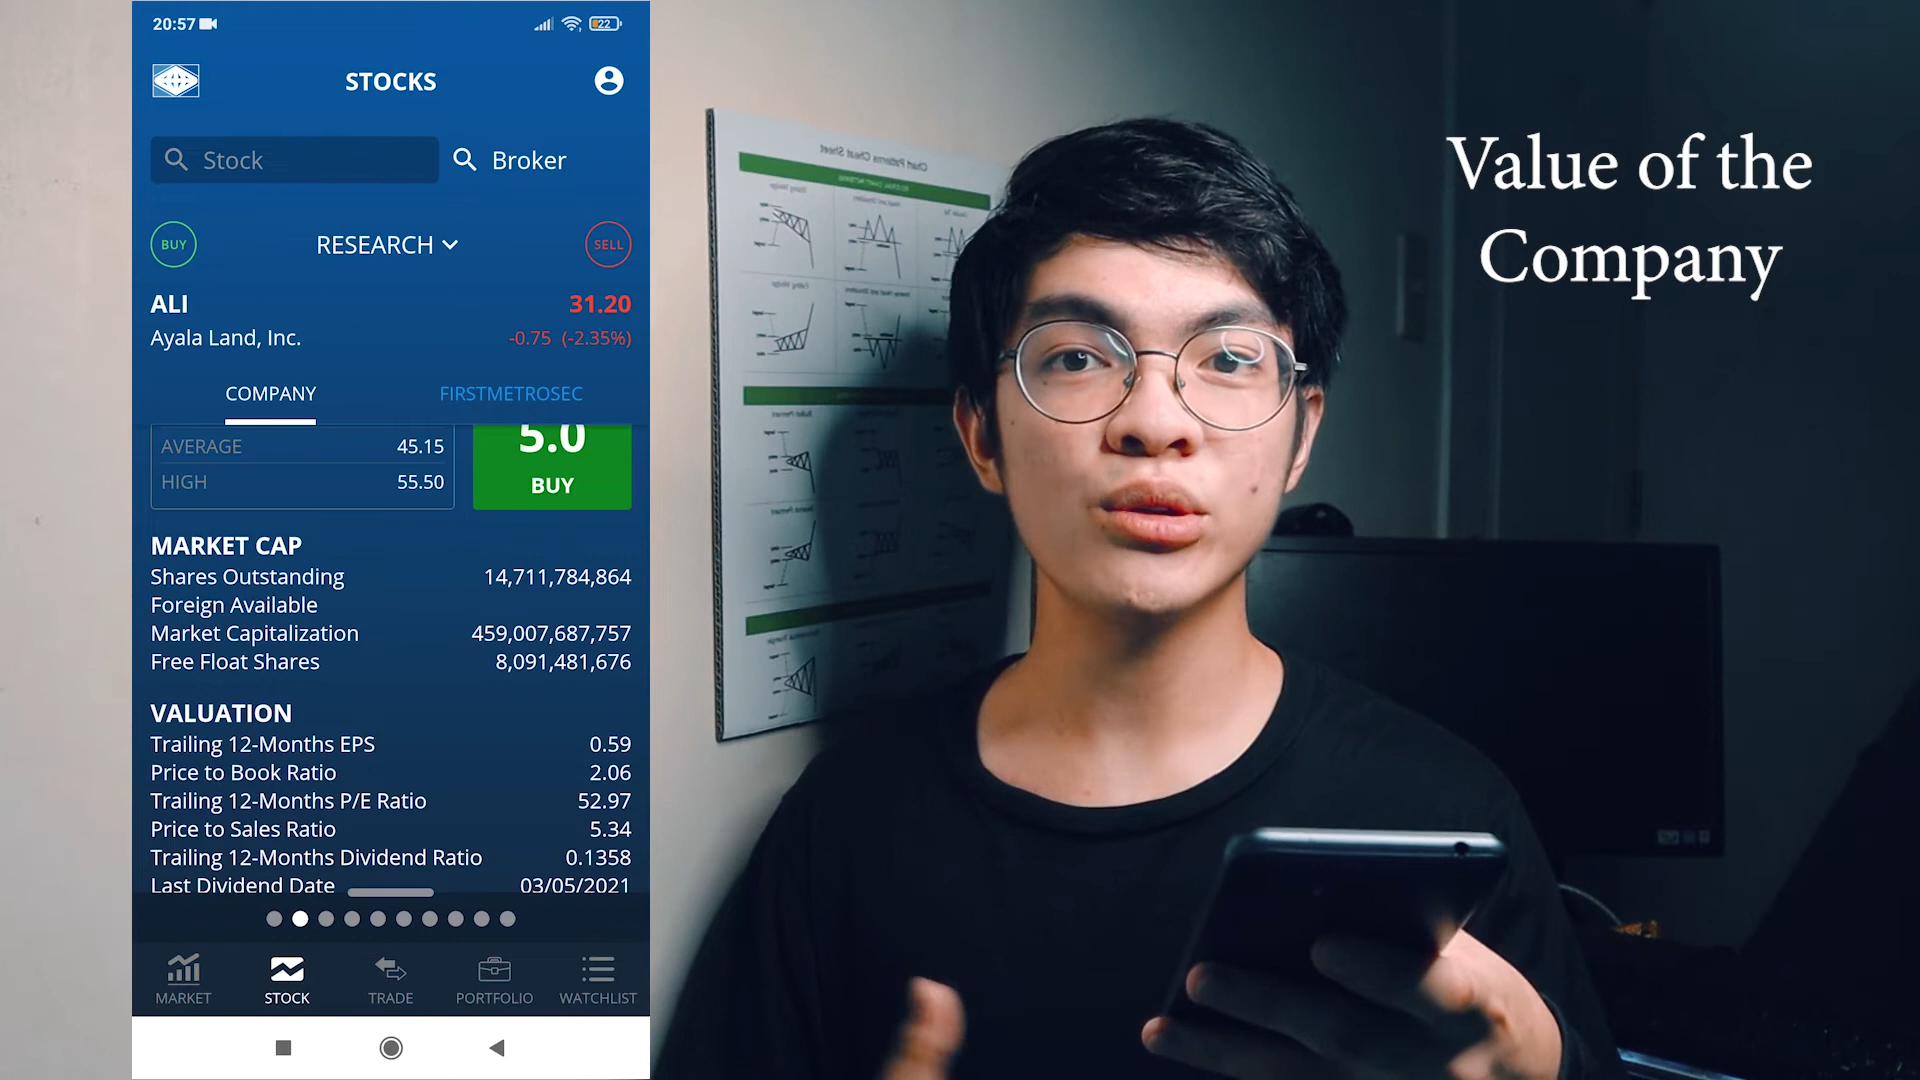 20:57
22
STOCKS
Stock
Broker
BUY
RESEARCH
SELL
ALI
31.20
Ayala Land, Inc.
-0.75 (-2.35%)
COMPANY
FIRSTMETROSEC
AVERAGE 45.15
HIGH 55.50
5.0
BUY
MARKET CAP
Shares Outstanding 14,711,784,864
Foreign Available
Market Capitalization 459,007,687,757
Free Float Shares 8,091,481,676
VALUATION
Trailing 12-Months EPS 0.59
Price to Book Ratio 2.06
Trailing 12-Months P/E Ratio 52.97
Price to Sales Ratio 5.34
Trailing 12-Months Dividend Ratio 0.1358
Last Dividend Date 03/05/2021
MARKET
STOCK
TRADE
PORTFOLIO
WATCHLIST
Chart Patterns Cheat Sheet
Value of the
Company